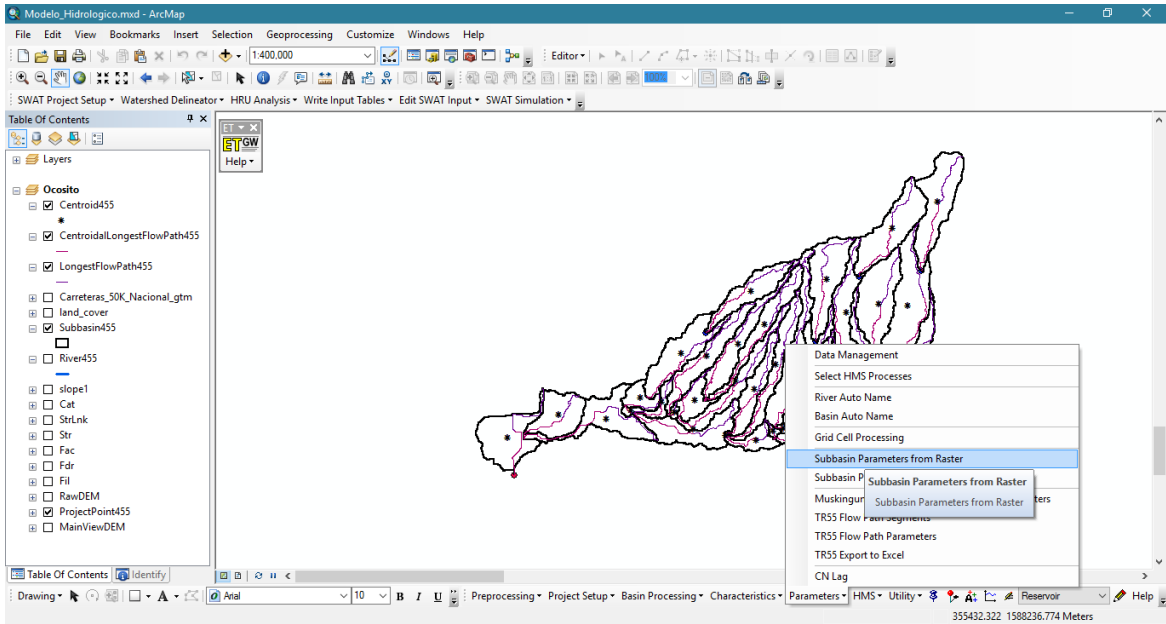 Modelo_Hidrologico.mxd - ArcMap
File Edit View Bookmarks Insert Selection Geoprocessing Customize Windows Help
1:400,000 Editor
100%
SWAT Project Setup Watershed Delineator HRU Analysis Write Input Tables Edit SWAT Input SWAT Simulation
Table Of Contents
ET
ET GW
Help
Layers
Ocosito
Centroid455
CentroidalLongestFlowPath455
LongestFlowPath455
Carreteras_50K_Nacional_gtm
land_cover
Subbasin455
River455
slope1
Cat
StrLnk
Str
Fac
Fdr
Fil
RawDEM
ProjectPoint455
MainViewDEM
Data Management
Select HMS Processes
River Auto Name
Basin Auto Name
Grid Cell Processing
Subbasin Parameters from Raster
Subbasin P
Subbasin Parameters from Raster
Subbasin Parameters from Raster
Muskingum ters
TR55 Flow Path Segments
TR55 Flow Path Parameters
TR55 Export to Excel
CN Lag
Table Of Contents Identify
Drawing A Arial 10 B I U Preprocessing Project Setup Basin Processing Characteristics Parameters HMS Utility Reservoir Help
355432.322 1588236.774 Meters